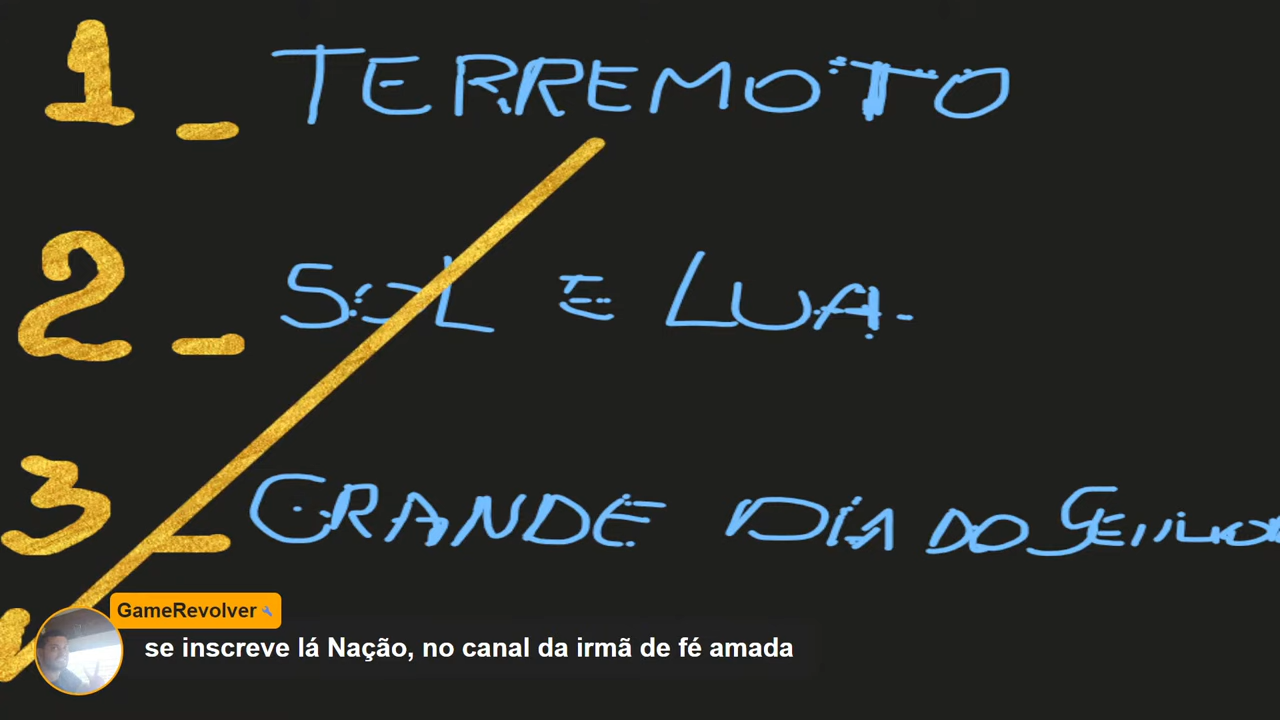 1_ TERREMOTO
2_ SOL E LUA.
3_ GRANDE DIA DO SENHOR
GameRevolver
se inscreve lá Nação, no canal da irmã de fé amada